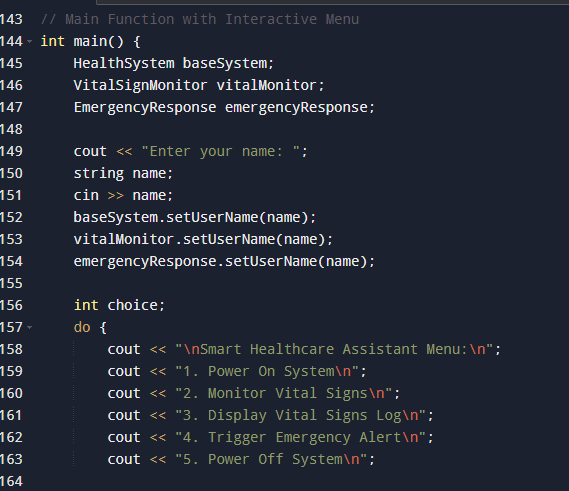 143 // Main Function with Interactive Menu
144 int main() {
145     HealthSystem baseSystem;
146     VitalSignMonitor vitalMonitor;
147     EmergencyResponse emergencyResponse;
148
149     cout << "Enter your name: ";
150     string name;
151     cin >> name;
152     baseSystem.setUserName(name);
153     vitalMonitor.setUserName(name);
154     emergencyResponse.setUserName(name);
155
156     int choice;
157     do {
158         cout << "\nSmart Healthcare Assistant Menu:\n";
159         cout << "1. Power On System\n";
160         cout << "2. Monitor Vital Signs\n";
161         cout << "3. Display Vital Signs Log\n";
162         cout << "4. Trigger Emergency Alert\n";
163         cout << "5. Power Off System\n";
164